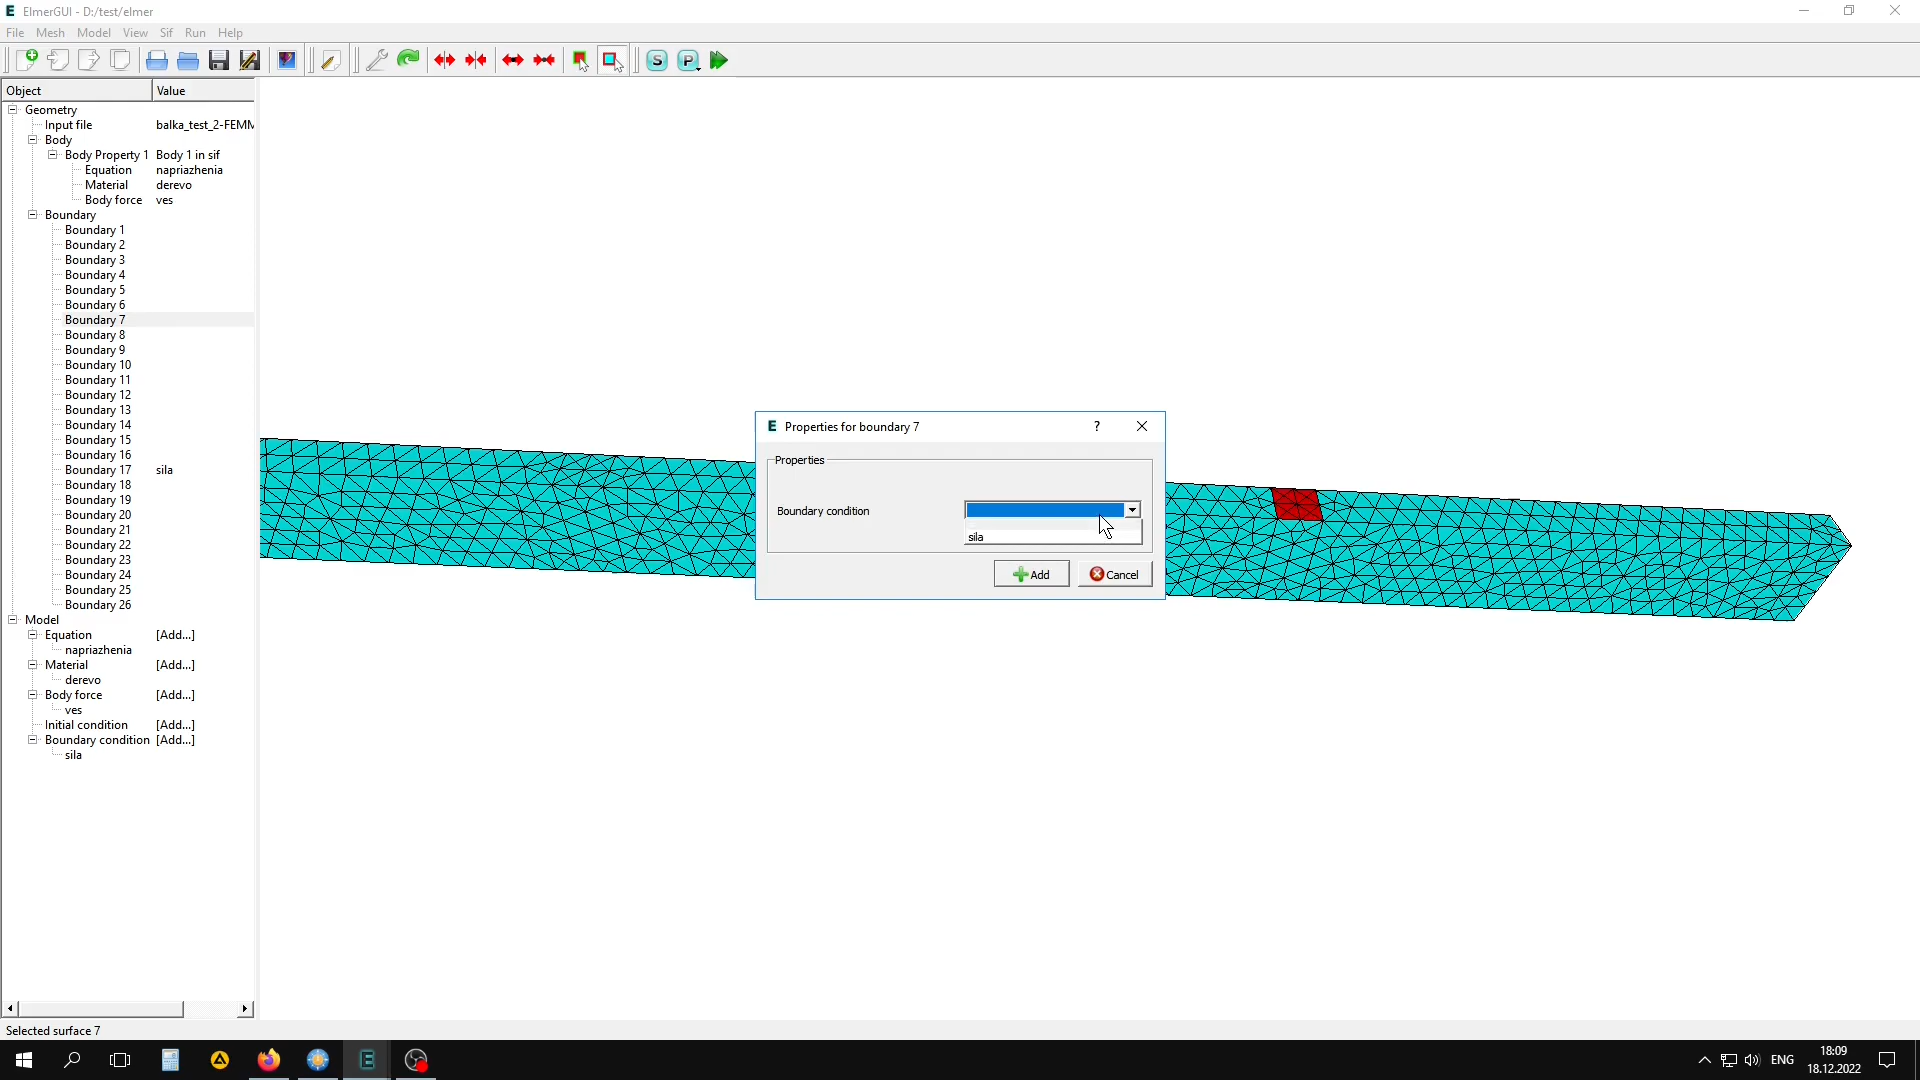 ElmerGUI - D:/test/elmer
File Mesh Model View Sif Run Help
Object Value
Geometry
Input file balka_test_2-FEMM
Body
Body Property 1 Body 1 in sif
Equation napriazhenia
Material derevo
Body force ves
Boundary
Boundary 1
Boundary 2
Boundary 3
Boundary 4
Boundary 5
Boundary 6
Boundary 7
Boundary 8
Boundary 9
Boundary 10
Boundary 11
Boundary 12
Boundary 13
Boundary 14
Boundary 15
Boundary 16
Boundary 17 sila
Boundary 18
Boundary 19
Boundary 20
Boundary 21
Boundary 22
Boundary 23
Boundary 24
Boundary 25
Boundary 26
Model
Equation [Add...]
napriazhenia
Material [Add...]
derevo
Body force [Add...]
ves
Initial condition [Add...]
Boundary condition [Add...]
sila
Properties for boundary 7
Properties
Boundary condition
sila
Add Cancel
Selected surface 7
ENG
18:09
18.12.2022